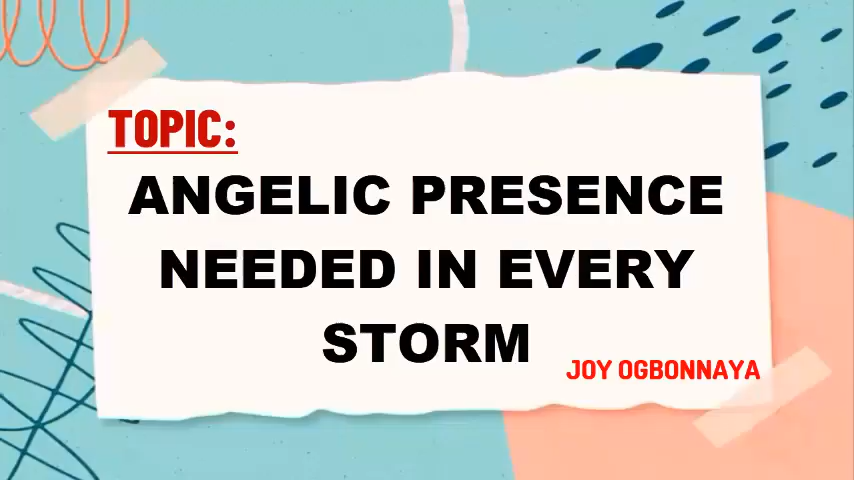 TOPIC:
ANGELIC PRESENCE
NEEDED IN EVERY
STORM
JOY OGBONNAYA